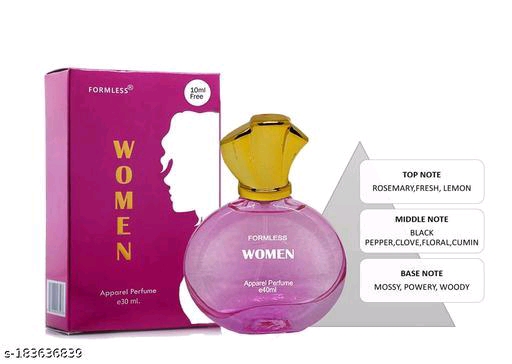 FORMLESS®
10ml
Free
WOMEN
Apparel Perfume
e30 ml.
FORMLESS
WOMEN
Apparel Perfume
e40ml
TOP NOTE
ROSEMARY,FRESH, LEMON
MIDDLE NOTE
BLACK
PEPPER,CLOVE,FLORAL,CUMIN
BASE NOTE
MOSSY, POWERY, WOODY
s-183636839